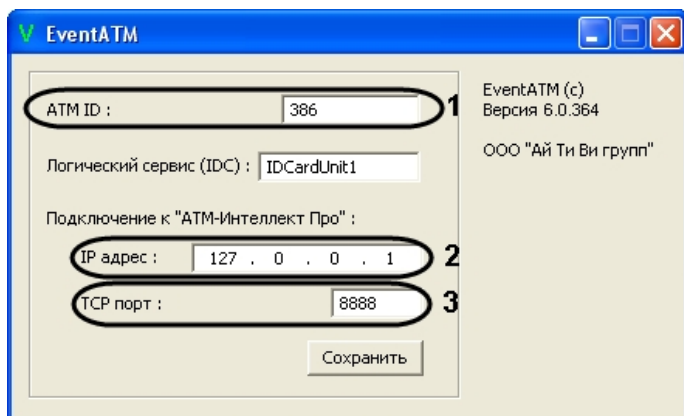 EventATM
ATM ID : 386 1
EventATM (c)
Версия 6.0.364
ООО "Ай Ти Ви групп"
Логический сервис (IDC) : IDCardUnit1
Подключение к "АТМ-Интеллект Про" :
IP адрес : 127 . 0 . 0 . 1 2
TCP порт : 8888 3
Сохранить